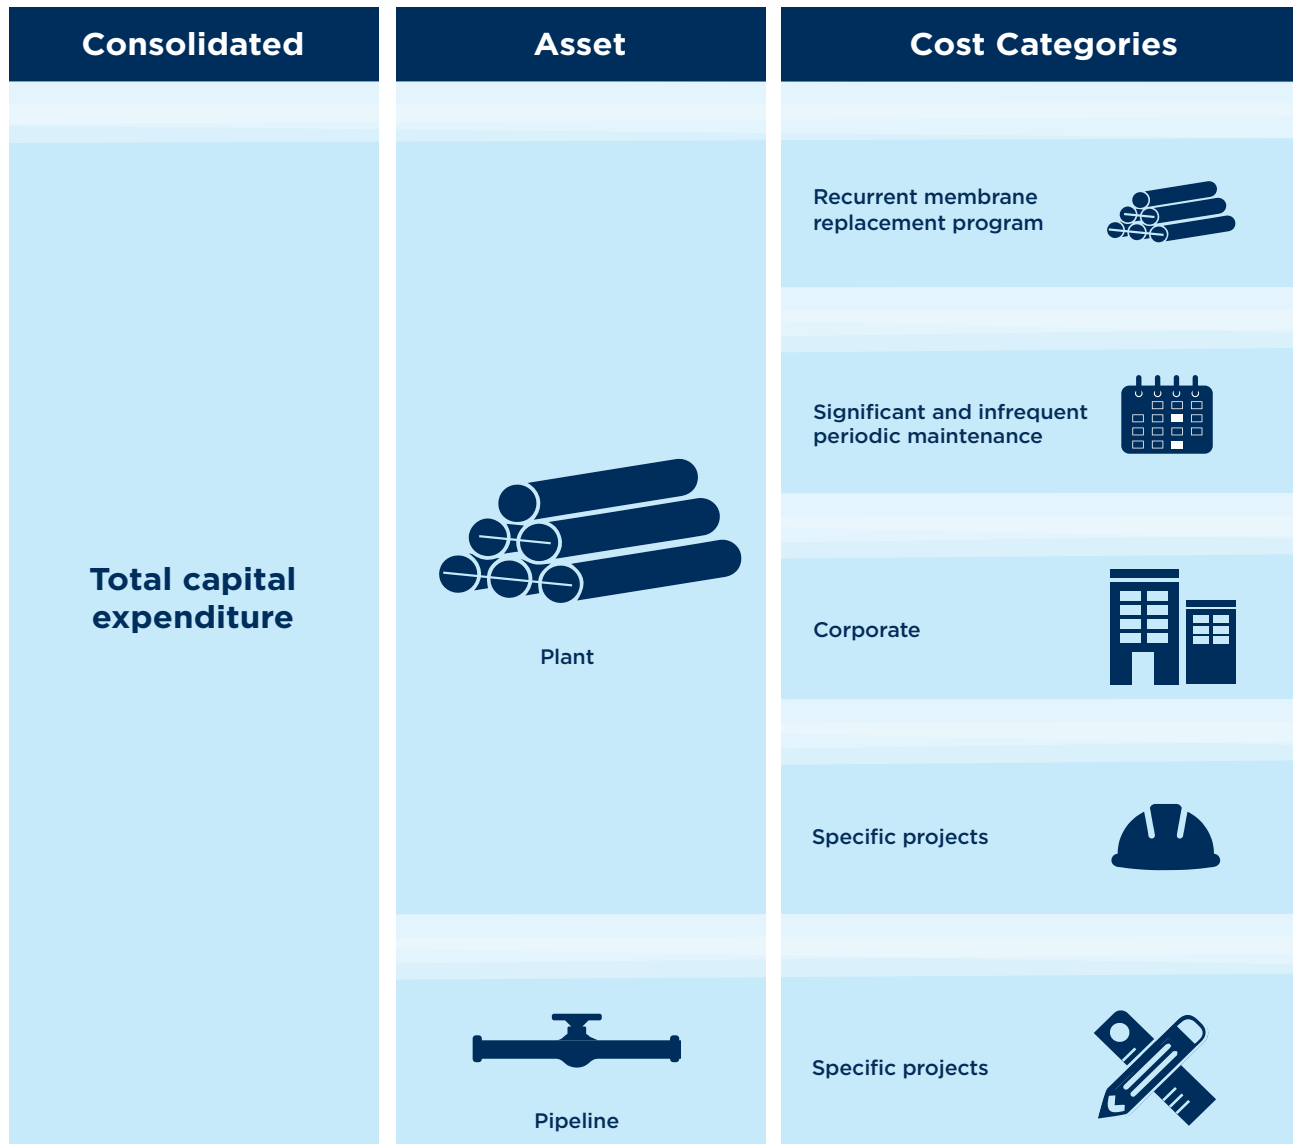 Consolidated
Asset
Cost Categories
Total capital
expenditure
Plant
Pipeline
Recurrent membrane
replacement program
Significant and infrequent
periodic maintenance
Corporate
Specific projects
Specific projects